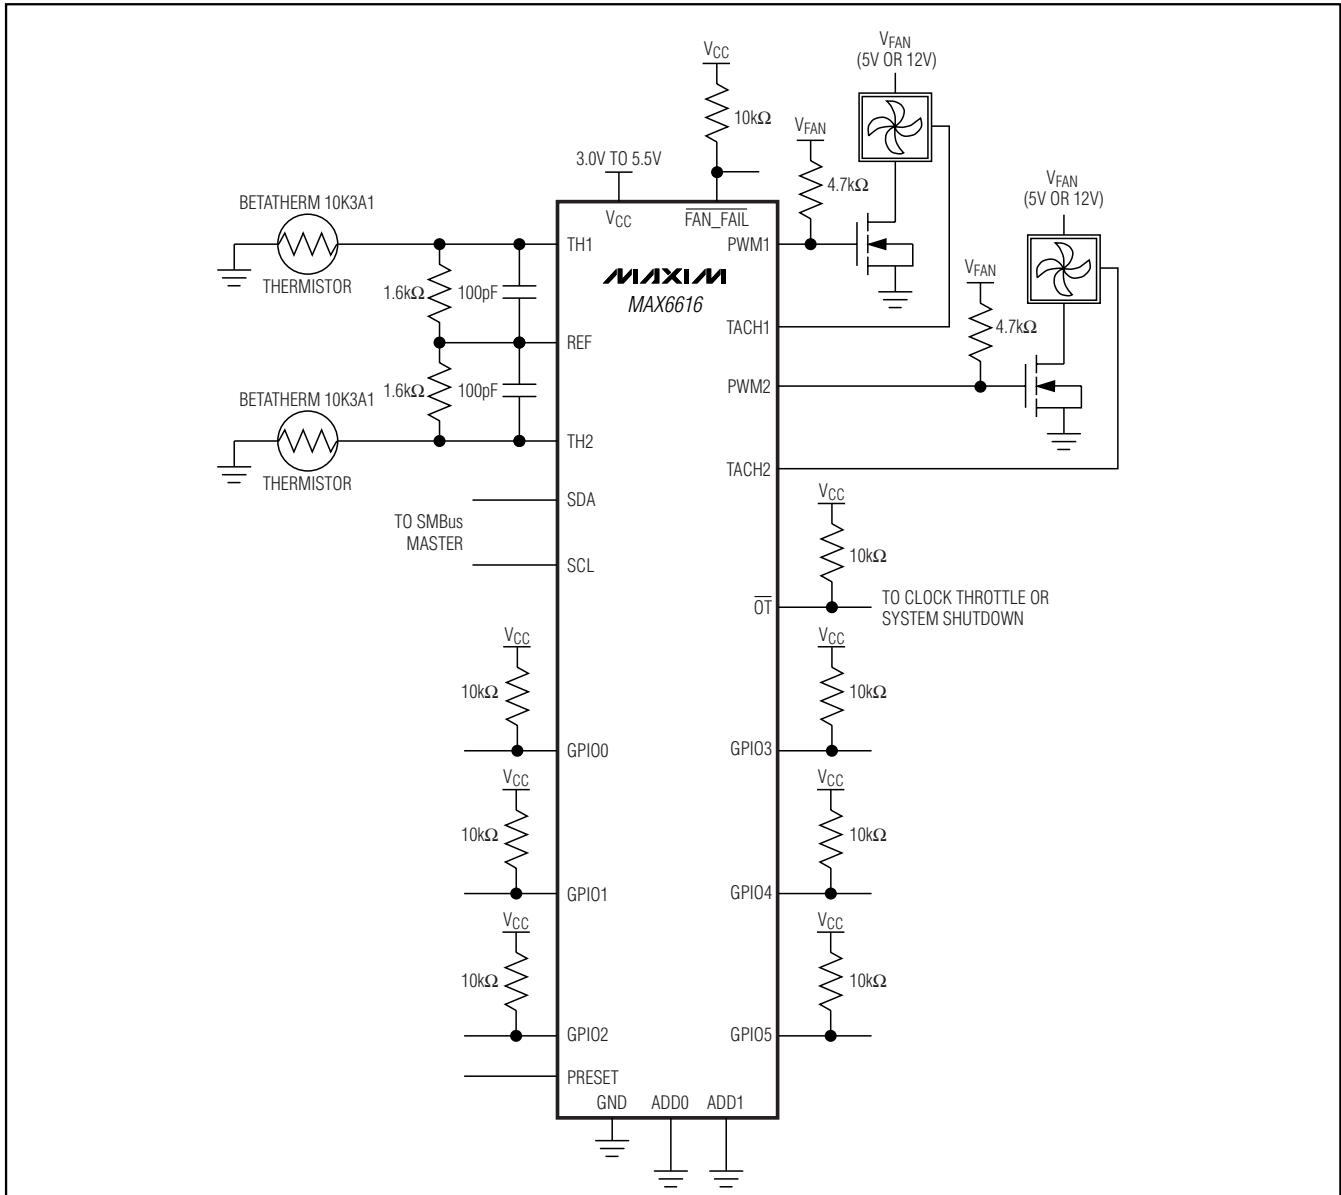 VCC
10kΩ
VFAN
(5V OR 12V)
VFAN
4.7kΩ
3.0V TO 5.5V
VCC
FAN_FAIL
BETATHERM 10K3A1
THERMISTOR
1.6kΩ
100pF
TH1
REF
1.6kΩ
100pF
BETATHERM 10K3A1
THERMISTOR
TH2
MAXIM
MAX6616
PWM1
TACH1
VFAN
(5V OR 12V)
VFAN
4.7kΩ
PWM2
TACH2
SDA
TO SMBus
MASTER
SCL
VCC
10kΩ
OT
TO CLOCK THROTTLE OR
SYSTEM SHUTDOWN
VCC
10kΩ
GPIO0
VCC
10kΩ
GPIO3
VCC
10kΩ
GPIO1
VCC
10kΩ
GPIO4
VCC
10kΩ
GPIO2
VCC
10kΩ
GPIO5
PRESET
GND
ADD0
ADD1